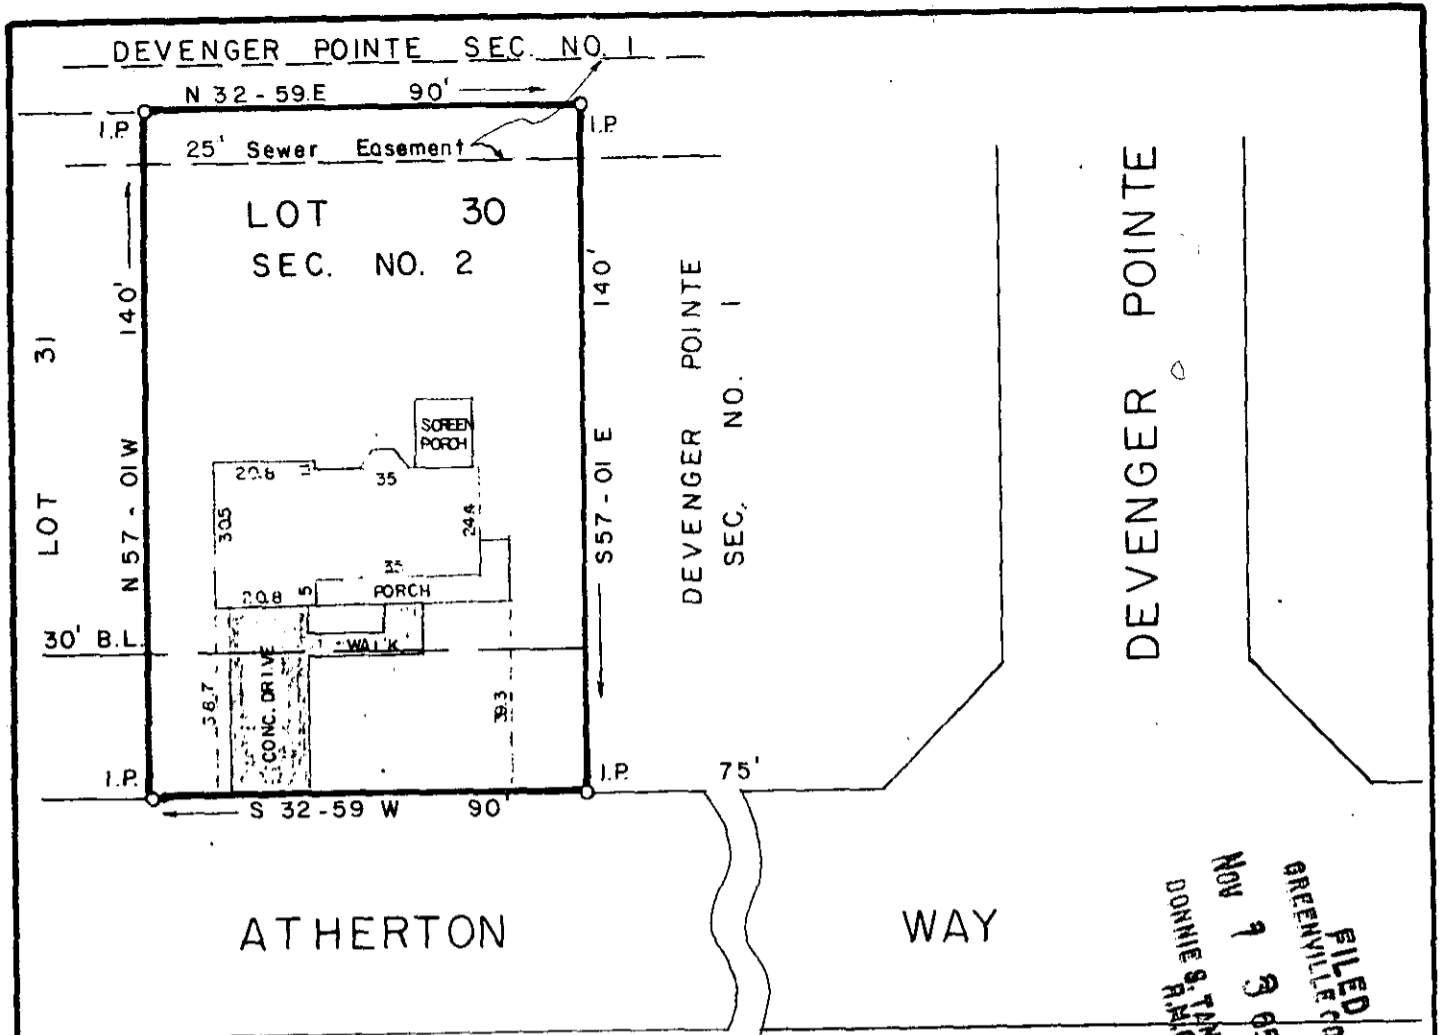 DEVENGER POINTE SEC. NO. 1
N 32 - 59 E 90'
I.P.
I.P.
25' Sewer Easement
LOT 30
SEC. NO. 2
140'
N 57 - 01 W
LOT 31
140'
S 57 - 01 E
DEVENGER POINTE
SEC. NO. 1
DEVENGER POINTE
SCREEN
PORCH
20.8
35
30.5
24.4
35
20.8
5
PORCH
30' B.L.
WALK
38.7
CONC. DRIVE
39.3
I.P.
I.P.
75'
S 32 - 59 W 90'
ATHERTON WAY
FILED
GREENVILLE CO
NOV
DONNIE S. TAN